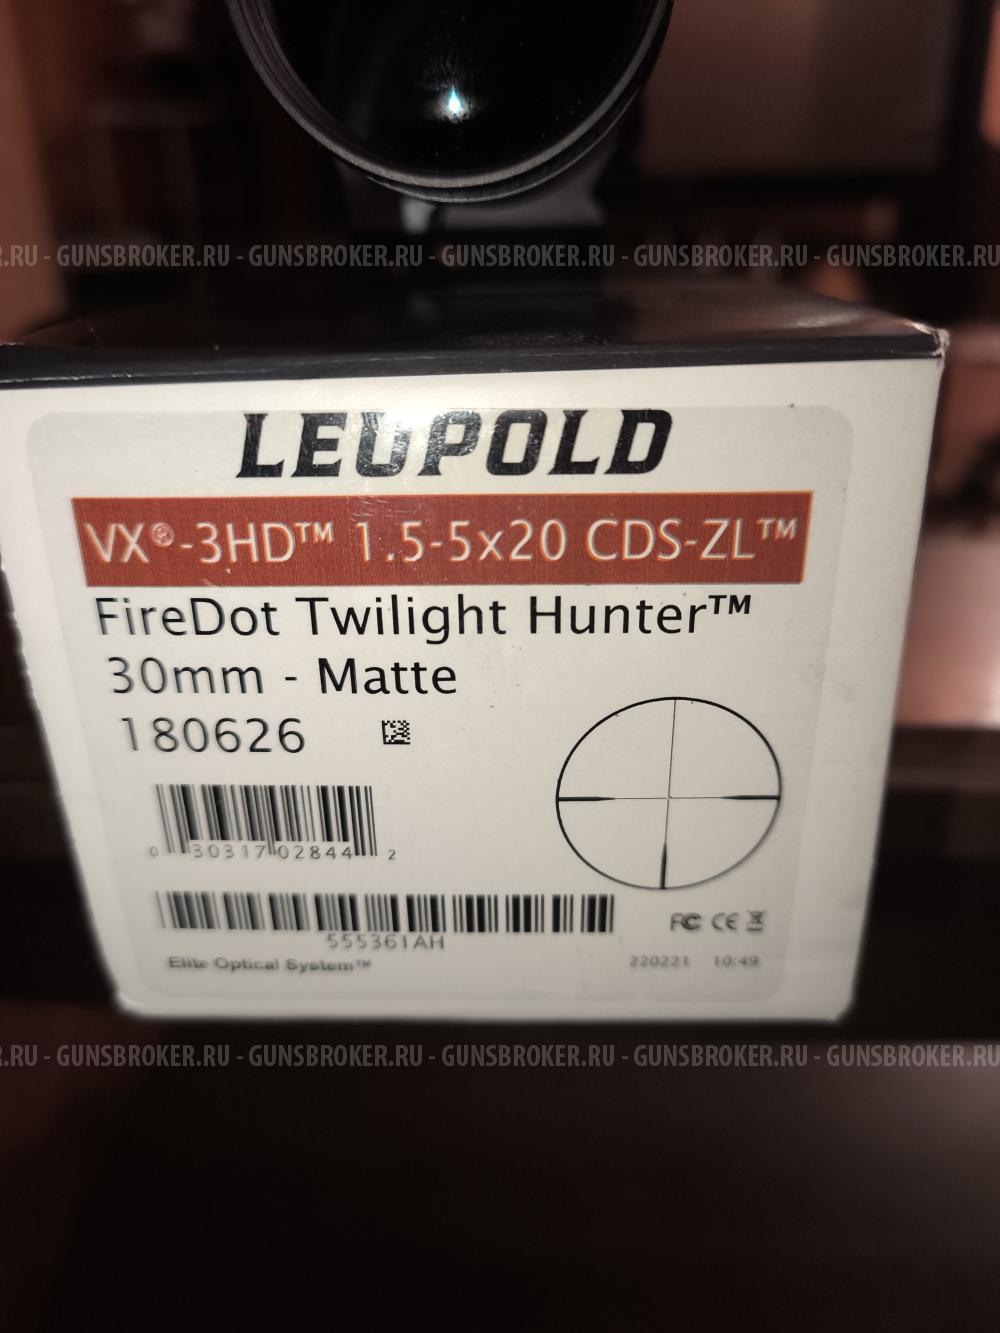 .RU - GUNSBROKER.RU - GUNSBROKER.RU - GUNSBROKER.RU - GUNSBROKER.RU - GUNSBROKER.RU
LEUPOLD
VX®-3HD™ 1.5-5x20 CDS-ZL™
FireDot Twilight Hunter™
30mm - Matte
180626
0 30317 02844 2
555361AH
FC CE
Elite Optical System™
220221 10:49
.RU - GUNSBROKER.RU - GUNSBROKER.RU - GUNSBROKER.RU - GUNSBROKER.RU - GUNSBROKER.RU